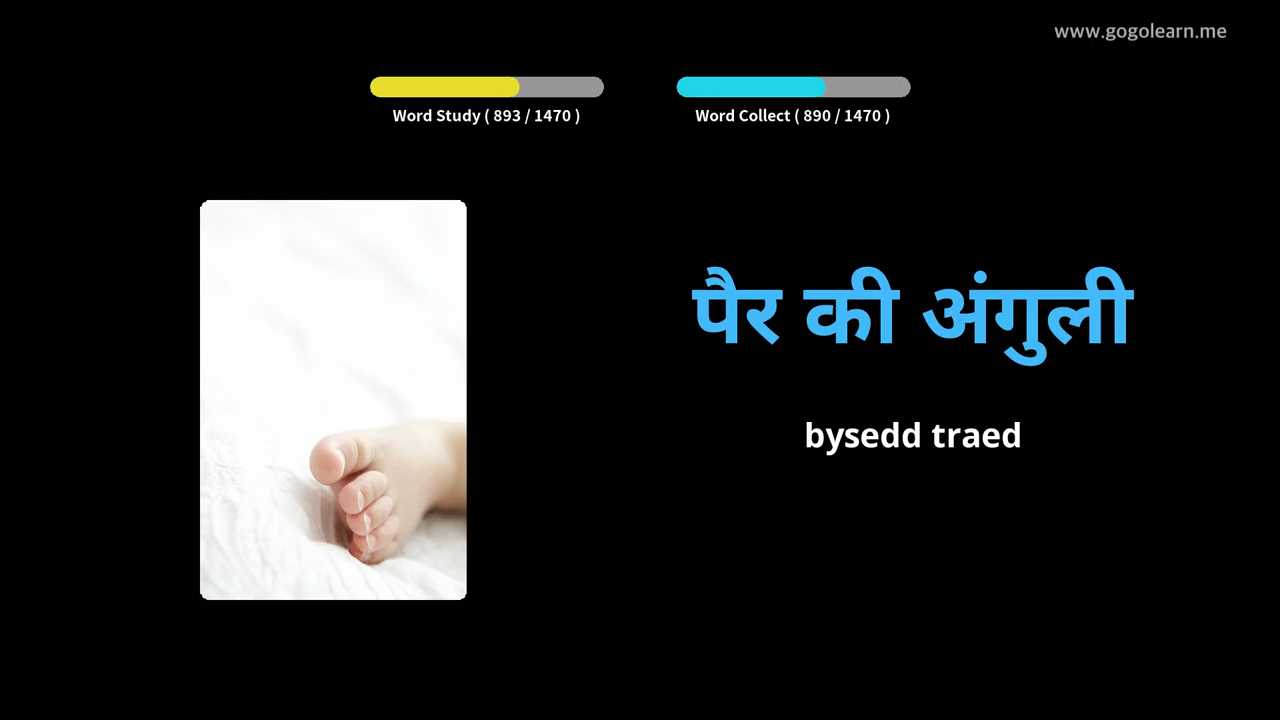 www.gogolearn.me
Word Study ( 893 / 1470 )
Word Collect ( 890 / 1470 )
पैर की अंगुली
bysedd traed